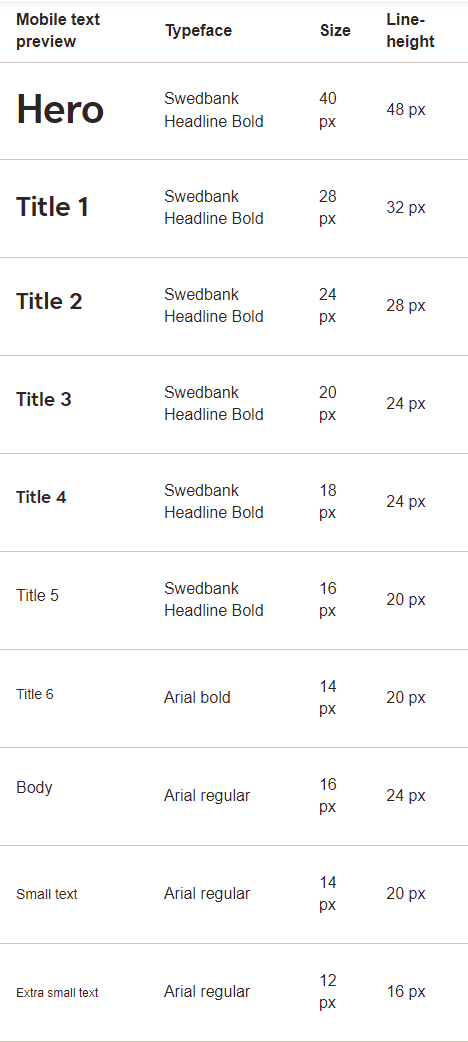 Mobile text preview Typeface Size Line-height
Hero Swedbank Headline Bold 40 px 48 px
Title 1 Swedbank Headline Bold 28 px 32 px
Title 2 Swedbank Headline Bold 24 px 28 px
Title 3 Swedbank Headline Bold 20 px 24 px
Title 4 Swedbank Headline Bold 18 px 24 px
Title 5 Swedbank Headline Bold 16 px 20 px
Title 6 Arial bold 14 px 20 px
Body Arial regular 16 px 24 px
Small text Arial regular 14 px 20 px
Extra small text Arial regular 12 px 16 px